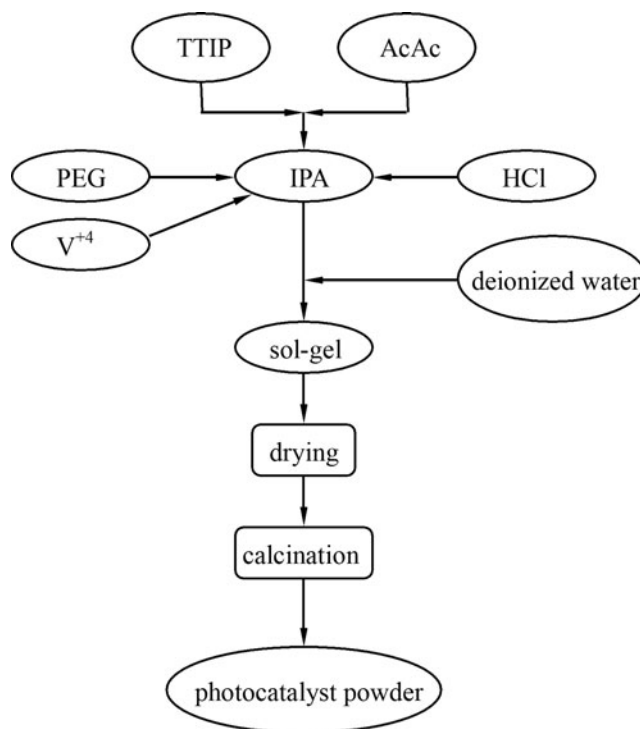 TTIP
AcAc
PEG
IPA
HCl
V+4
deionized water
sol-gel
drying
calcination
photocatalyst powder